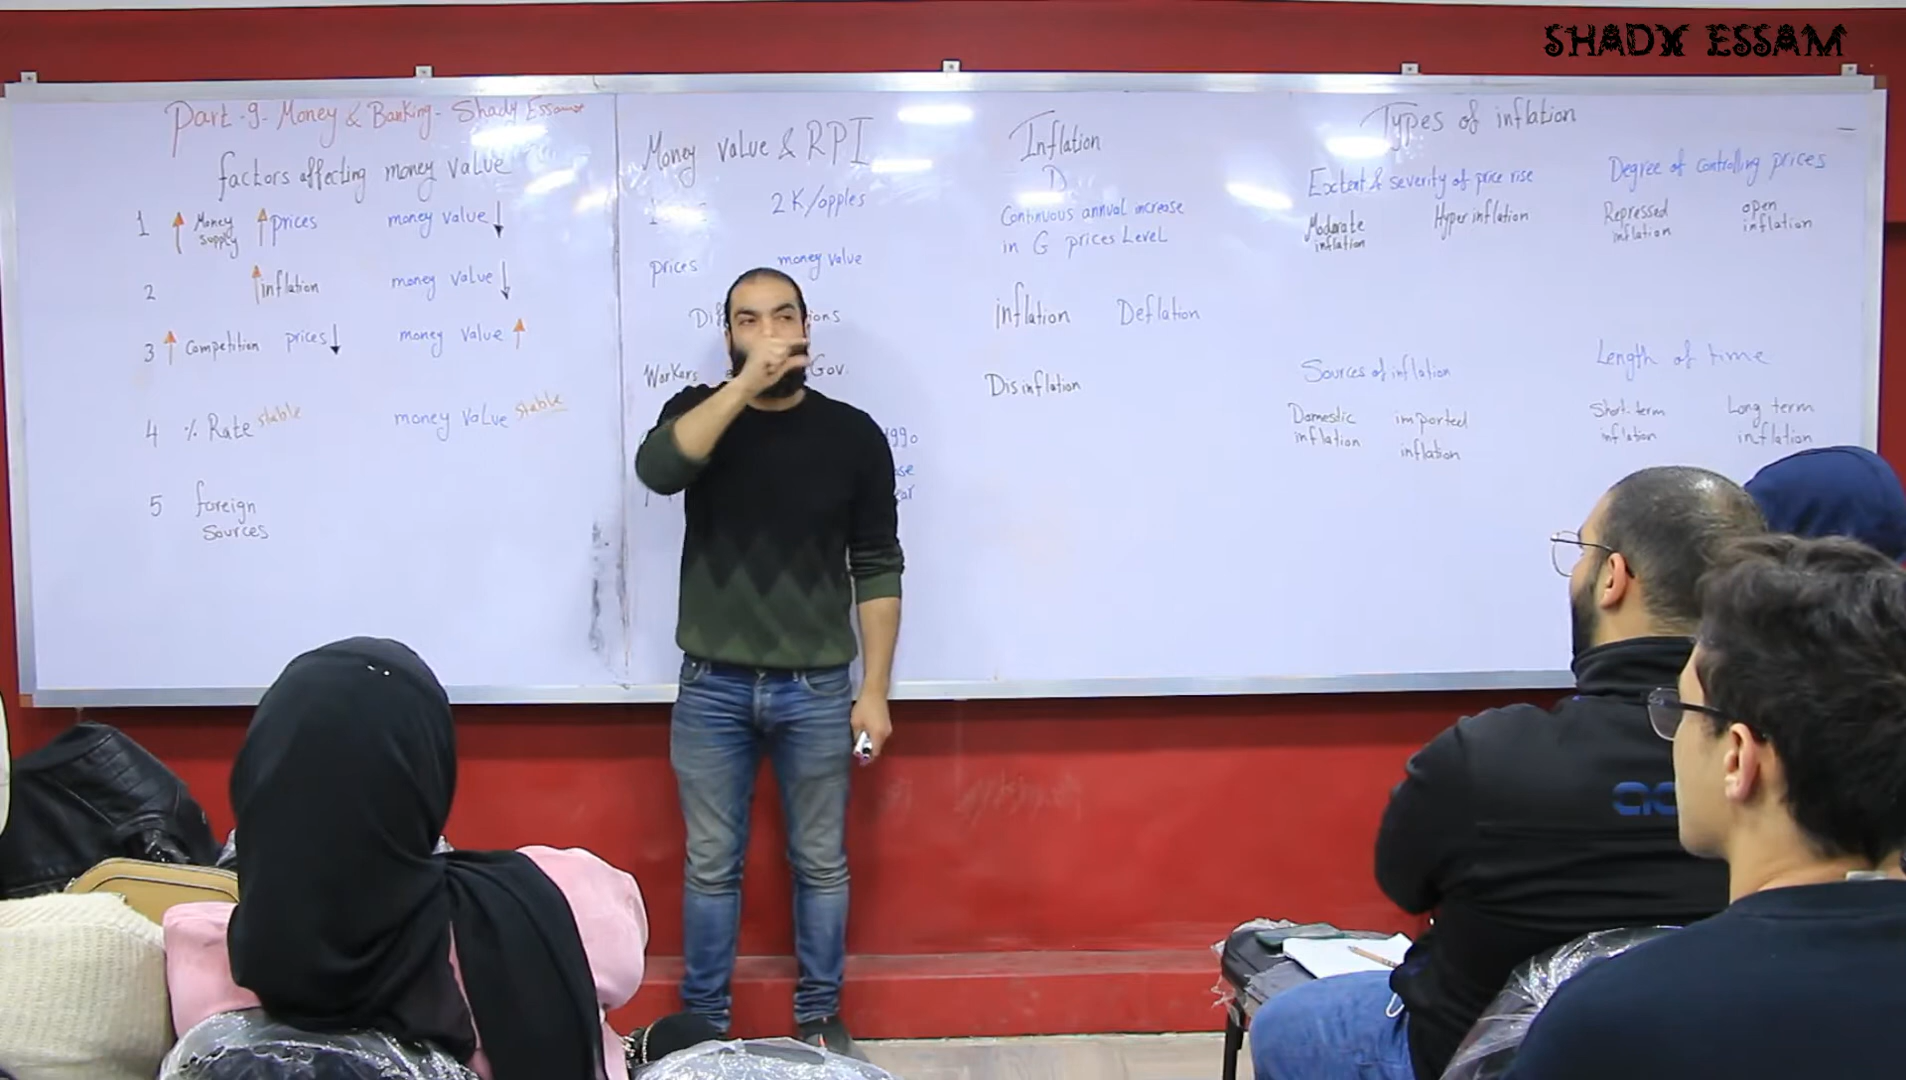 SHADY ESSAM
Part-9- Money & Banking- Shady Essam
factors affecting money value
1 Money supply prices money value
2 inflation money value
3 Competition prices money value
4 % Rate stable money value stable
5 foreign
Sources
Money value & RPI
2K/apples
prices money value
Workers Gov.
1990
Inflation
D
Continuous annual increase
in G prices Level
inflation Deflation
Disinflation
Types of inflation
Extent & severity of price rise
Moderate
inflation
Hyper inflation
Degree of controlling prices
Repressed
inflation
open
inflation
Sources of inflation
Domestic
inflation
imported
inflation
Length of time
Short-term
inflation
Long term
inflation